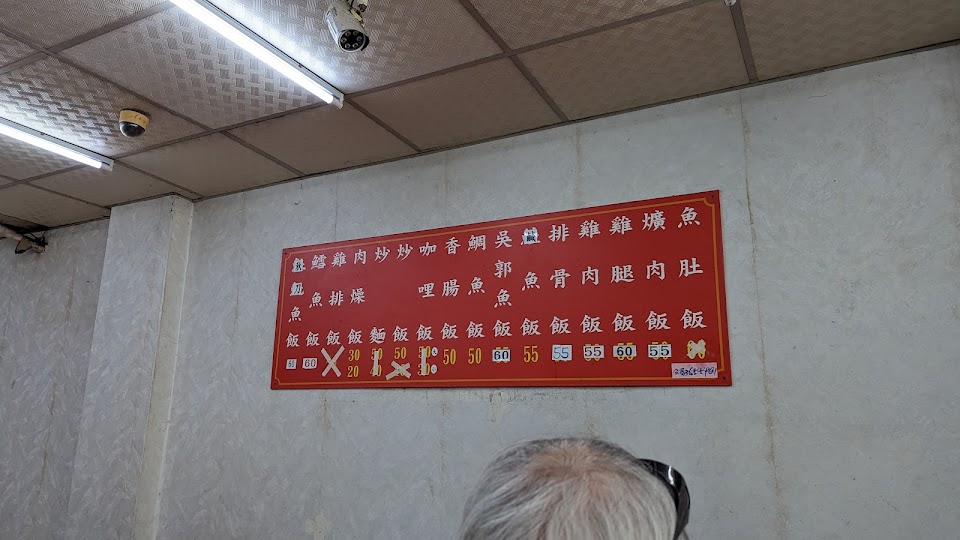 魚肚飯
爌肉飯 55
雞腿飯 60
雞肉飯 55
排骨飯 55
魚飯 55
吳郭魚飯 60
鯛魚飯 50
香腸飯 50
咖哩飯
炒飯 50
炒麵
肉燥飯 30 20
雞排飯
鱈魚飯 60
魚飯